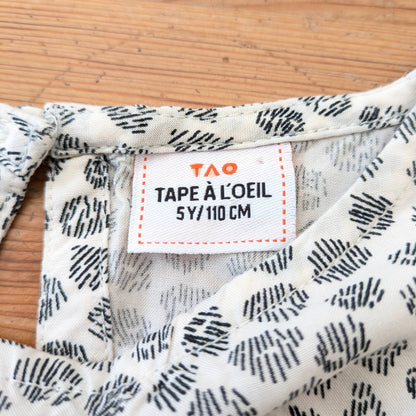 TAO
TAPE À L'OEIL
5Y/110 CM